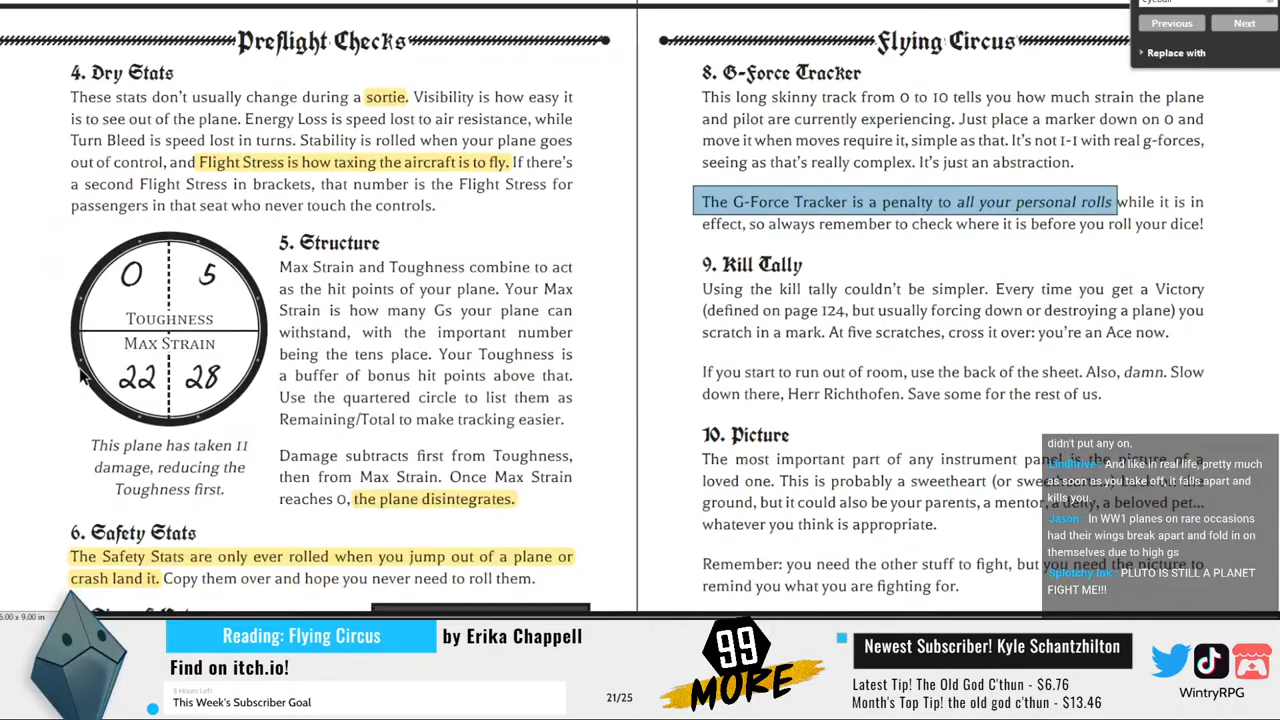 eyeball
Previous
Next
Replace with
Preflight Checks
4. Dry Stats
These stats don't usually change during a sortie. Visibility is how easy it
is to see out of the plane. Energy Loss is speed lost to air resistance, while
Turn Bleed is speed lost in turns. Stability is rolled when your plane goes
out of control, and Flight Stress is how taxing the aircraft is to fly. If there's
a second Flight Stress in brackets, that number is the Flight Stress for
passengers in that seat who never touch the controls.
0 5
TOUGHNESS
MAX STRAIN
22 28
This plane has taken 11
damage, reducing the
Toughness first.
5. Structure
Max Strain and Toughness combine to act
as the hit points of your plane. Your Max
Strain is how many Gs your plane can
withstand, with the important number
being the tens place. Your Toughness is
a buffer of bonus hit points above that.
Use the quartered circle to list them as
Remaining/Total to make tracking easier.
Damage subtracts first from Toughness,
then from Max Strain. Once Max Strain
reaches 0, the plane disintegrates.
6. Safety Stats
The Safety Stats are only ever rolled when you jump out of a plane or
crash land it. Copy them over and hope you never need to roll them.
Flying Circus
8. G-Force Tracker
This long skinny track from 0 to 10 tells you how much strain the plane
and pilot are currently experiencing. Just place a marker down on 0 and
move it when moves require it, simple as that. It's not 1-1 with real g-forces,
seeing as that's really complex. It's just an abstraction.
The G-Force Tracker is a penalty to all your personal rolls while it is in
effect, so always remember to check where it is before you roll your dice!
9. Kill Tally
Using the kill tally couldn't be simpler. Every time you get a Victory
(defined on page 124, but usually forcing down or destroying a plane) you
scratch in a mark. At five scratches, cross it over: you're an Ace now.
If you start to run out of room, use the back of the sheet. Also, damn. Slow
down there, Herr Richthofen. Save some for the rest of us.
10. Picture
The most important part of any instrument panel is the picture of a
loved one. This is probably a sweetheart (or
ground, but it could also be your parents, a mentor, a deity, a beloved pet...
whatever you think is appropriate.
Remember: you need the other stuff to fight, but you need the picture to
remind you what you are fighting for.
didn't put any on.
Lindhrive : And like in real life, pretty much
as soon as you take off, it falls apart and
kills you.
Jason : In WW1 planes on rare occasions
had their wings break apart and fold in on
themselves due to high gs
Splotchy Ink : PLUTO IS STILL A PLANET
FIGHT ME!!!
6.00 x 9.00 in
Reading: Flying Circus by Erika Chappell
Find on itch.io!
3 Hours Left
This Week's Subscriber Goal
21/25
99
MORE
Newest Subscriber! Kyle Schantzhilton
Latest Tip! The Old God C'thun - $6.76
Month's Top Tip! the old god c'thun - $13.46
WintryRPG